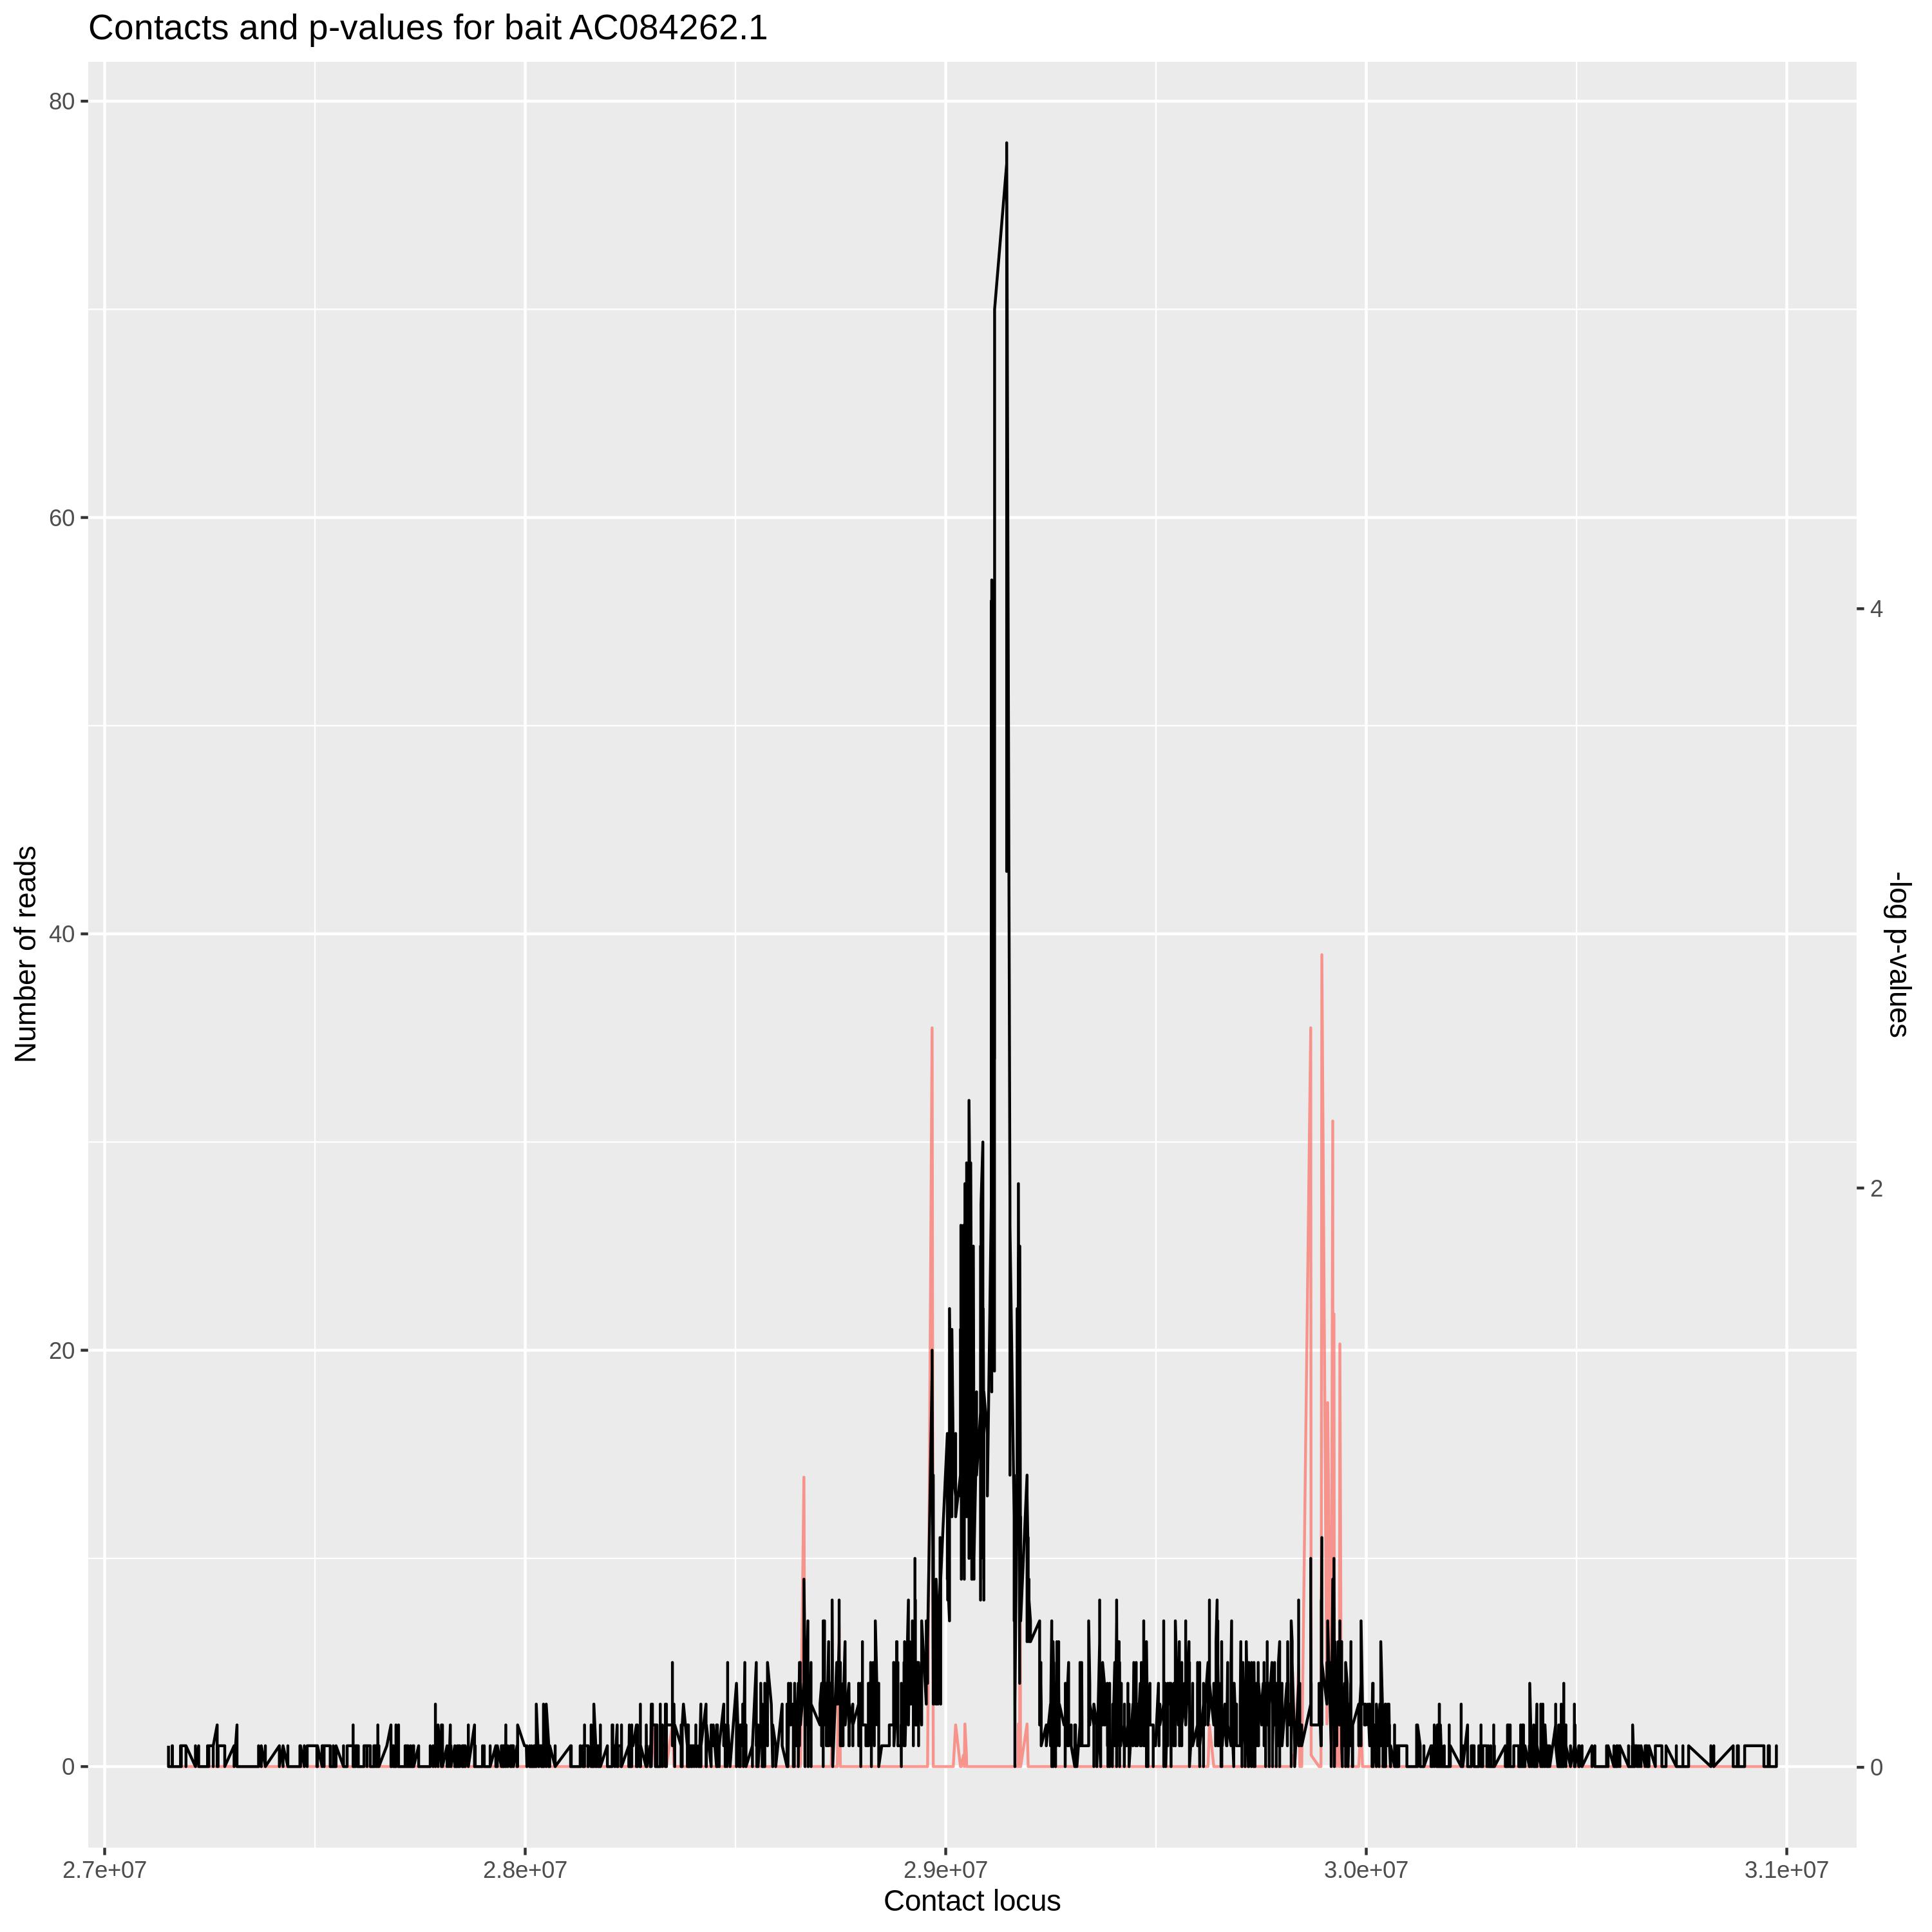 Contacts and p-values for bait AC084262.1
80
60
40
20
0
Number of reads
4
2
0
-log p-values
2.7e+07 2.8e+07 2.9e+07 3.0e+07 3.1e+07
Contact locus